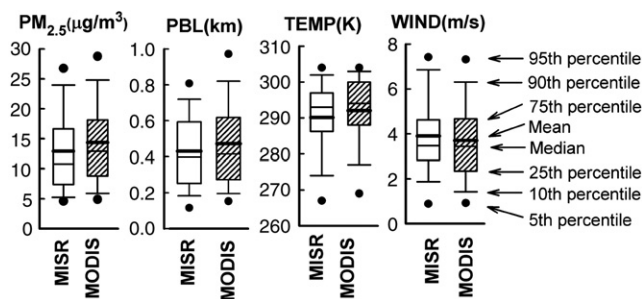 PM2.5(μg/m³) PBL(km) TEMP(K) WIND(m/s)
30 1.0 310 8
25 0.8 300 6
20 0.6 290 4
15 0.4 280 2
10 0.2 270 0
5 0.0 260
0
95th percentile
90th percentile
75th percentile
Mean
Median
25th percentile
10th percentile
5th percentile
MISR MODIS MISR MODIS MISR MODIS MISR MODIS